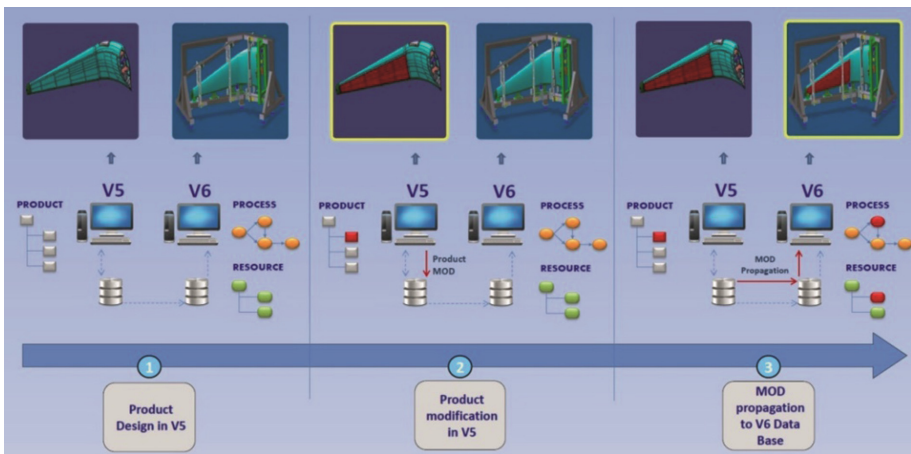 V5
V6
PRODUCT
PROCESS
RESOURCE
V5
V6
PRODUCT
PROCESS
Product
MOD
RESOURCE
V5
V6
PRODUCT
PROCESS
MOD
Propagation
RESOURCE
1
2
3
Product
Design in V5
Product
modification
in V5
MOD
propagation
to V6 Data
Base